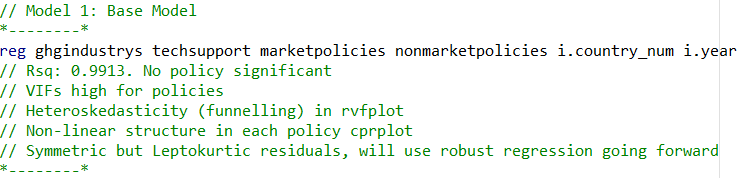 // Model 1: Base Model
*--------*
reg ghgindustrys techsupport marketpolicies nonmarketpolicies i.country_num i.year
// Rsq: 0.9913. No policy significant
// VIFs high for policies
// Heteroskedasticity (funnelling) in rvfplot
// Non-linear structure in each policy cprplot
// Symmetric but Leptokurtic residuals, will use robust regression going forward
*--------*